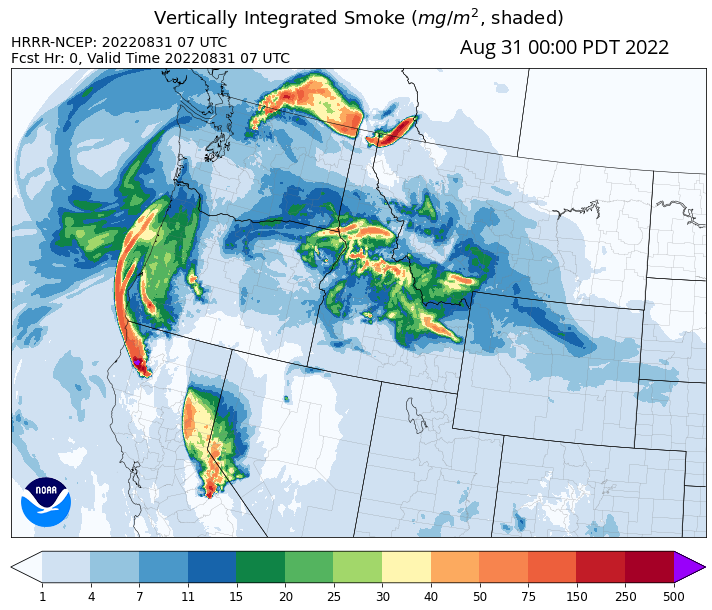 Vertically Integrated Smoke (mg/m², shaded)
HRRR-NCEP: 20220831 07 UTC
Fcst Hr: 0, Valid Time 20220831 07 UTC
Aug 31 00:00 PDT 2022
NOAA
1 4 7 11 15 20 25 30 40 50 75 150 250 500